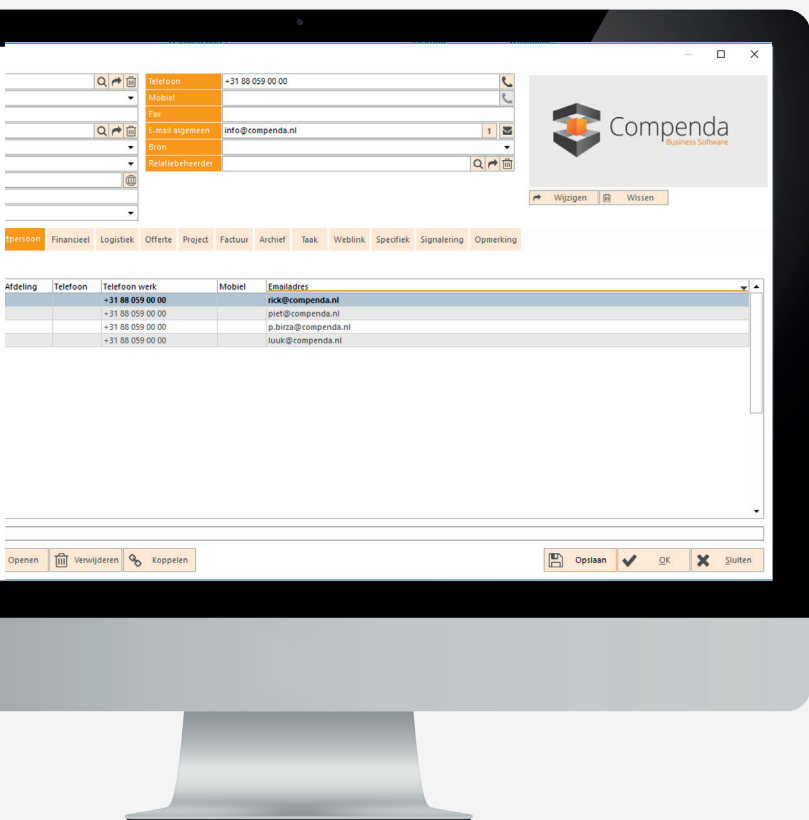 Telefoon +31 88 059 00 00
Mobiel
Fax
E-mail algemeen info@compenda.nl 1
Bron
Relatiebeheerder
Compenda
Business Software
Wijzigen Wissen
tpersoon Financieel Logistiek Offerte Project Factuur Archief Taak Weblink Specifiek Signalering Opmerking
Afdeling Telefoon Telefoon werk Mobiel Emailadres
+31 88 059 00 00 rick@compenda.nl
+31 88 059 00 00 piet@compenda.nl
+31 88 059 00 00 p.birza@compenda.nl
+31 88 059 00 00 luuk@compenda.nl
Openen Verwijderen Koppelen Opslaan OK Sluiten